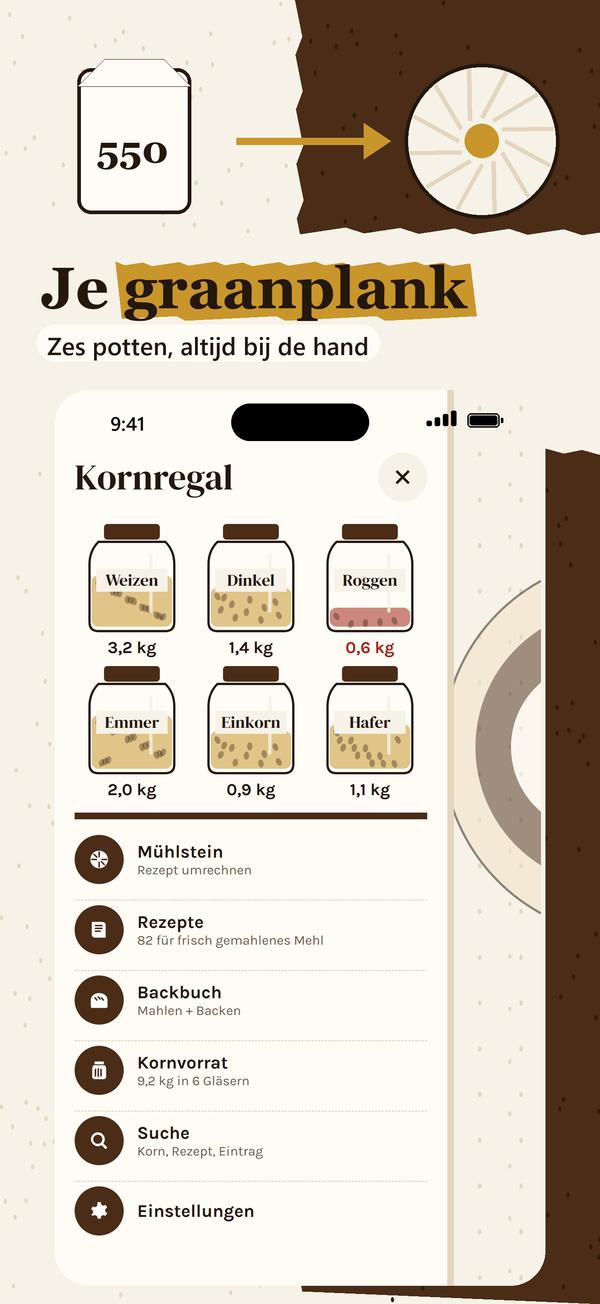 550
Je graanplank
Zes potten, altijd bij de hand
9:41
Kornregal
Weizen Dinkel Roggen
3,2 kg 1,4 kg 0,6 kg
Emmer Einkorn Hafer
2,0 kg 0,9 kg 1,1 kg
Mühlstein
Rezept umrechnen
Rezepte
82 für frisch gemahlenes Mehl
Backbuch
Mahlen + Backen
Kornvorrat
9,2 kg in 6 Gläsern
Suche
Korn, Rezept, Eintrag
Einstellungen